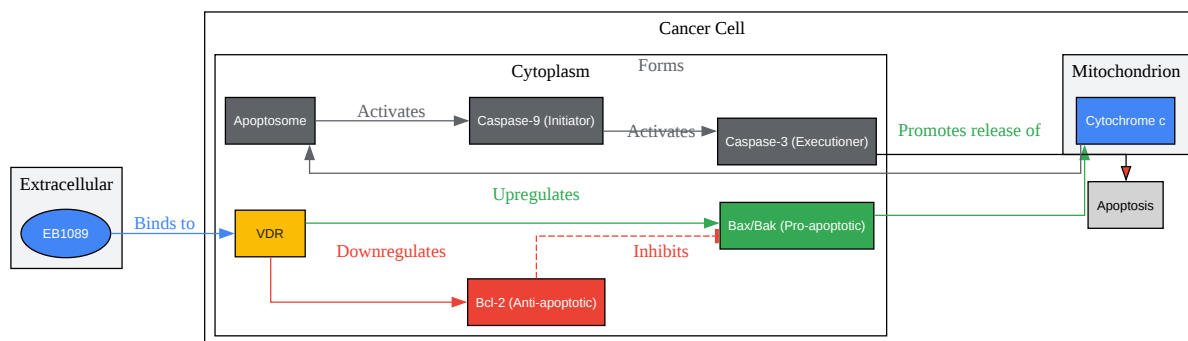 Cancer Cell
Cytoplasm
Forms
Mitochondrion
Apoptosome
Activates
Caspase-9 (Initiator)
Activates
Caspase-3 (Executioner)
Promotes release of
Cytochrome c
Extracellular
EB1089
Binds to
VDR
Upregulates
Downregulates
Bcl-2 (Anti-apoptotic)
Inhibits
Bax/Bak (Pro-apoptotic)
Apoptosis